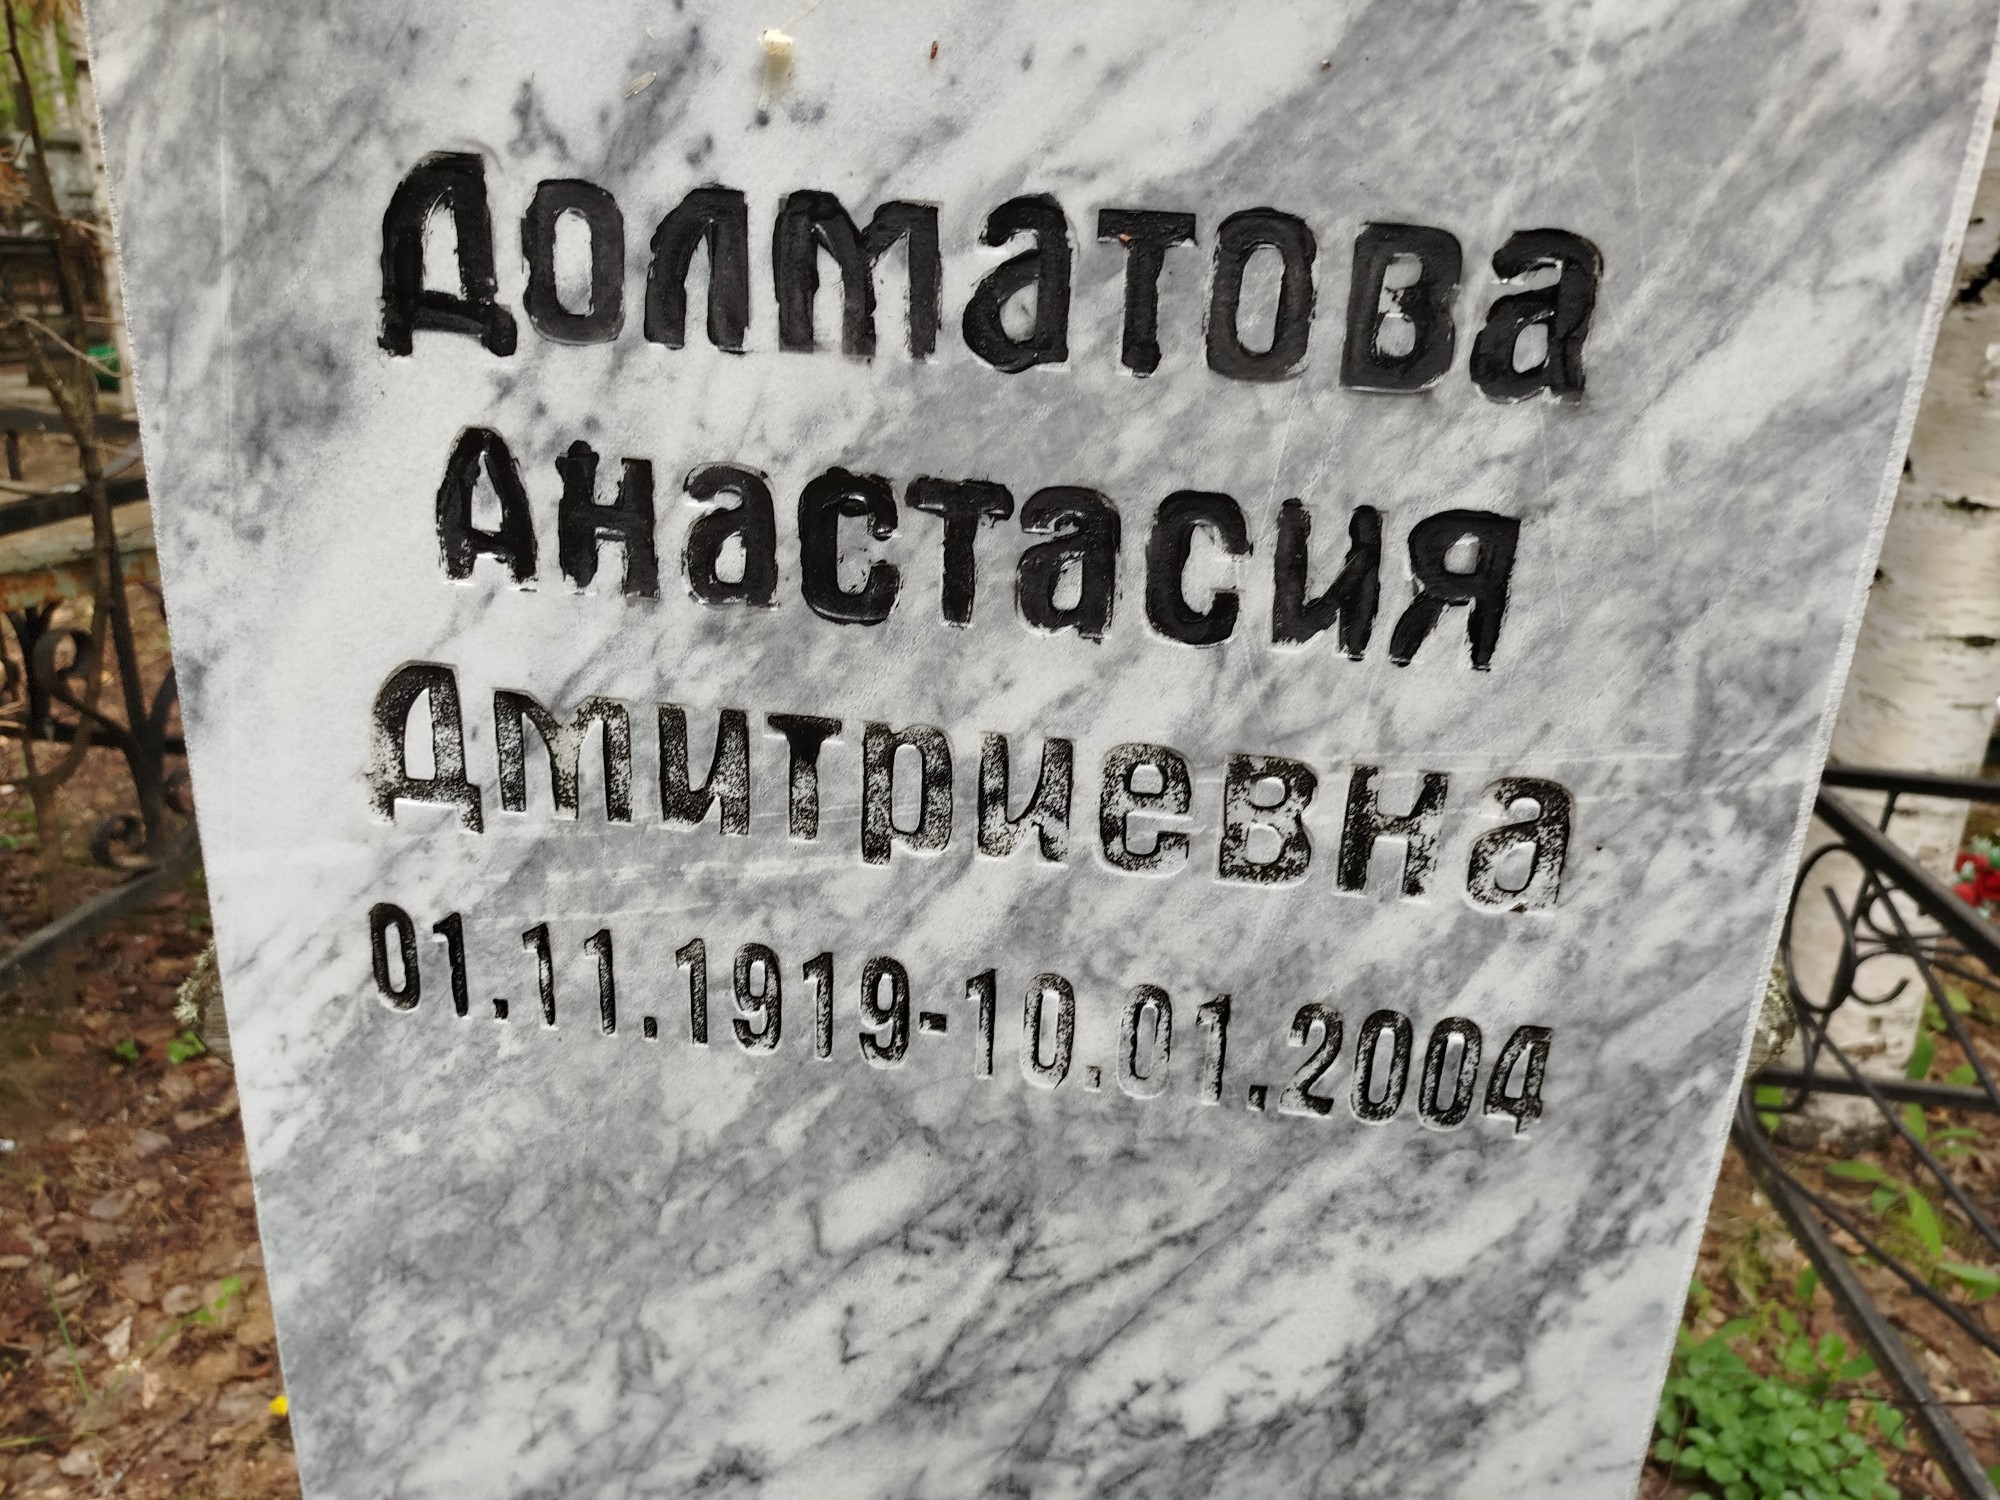 Долматова
Анастасия
Дмитриевна
01.11.1919-10.01.2004